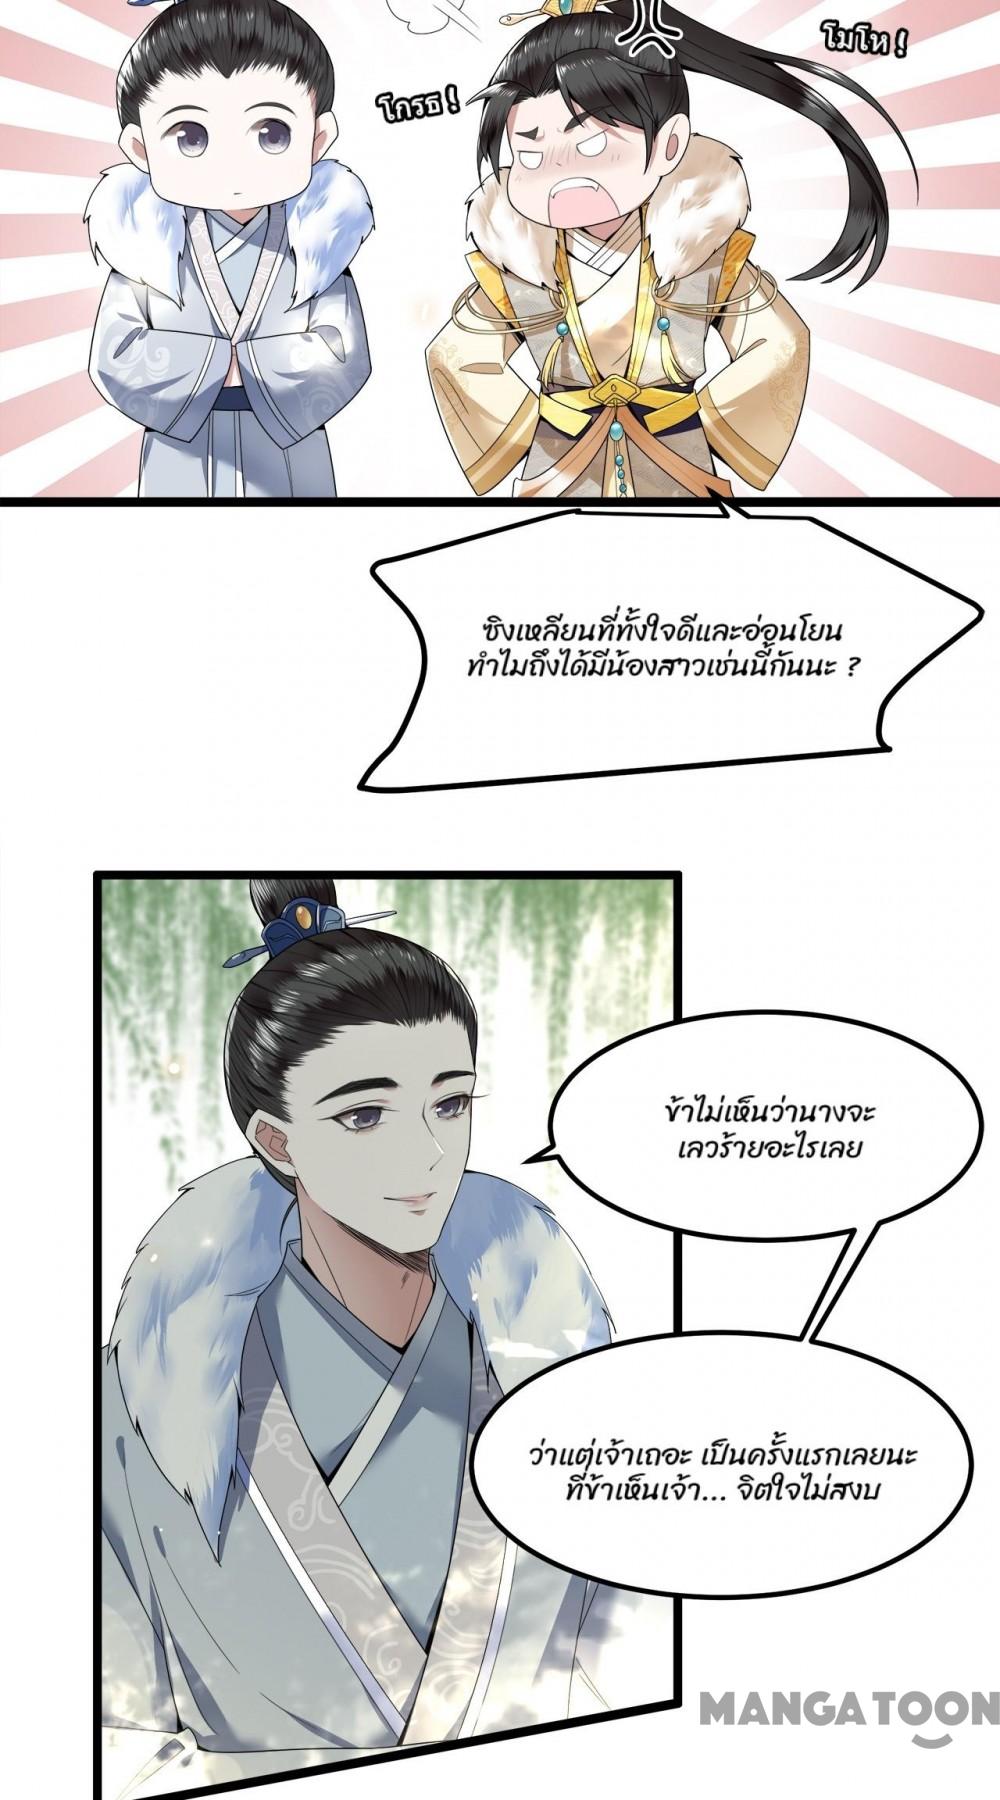 โมโห !
โกรธ !
ซิงเหลียนที่ทั้งใจดีและอ่อนโยน
ทำไมถึงได้มีน้องสาวเช่นนี้กันนะ ?
ข้าไม่เห็นว่านางจะ
เลวร้ายอะไรเลย
ว่าแต่เจ้าเถอะ เป็นครั้งแรกเลยนะ
ที่ข้าเห็นเจ้า... จิตใจไม่สงบ
MANGATOON